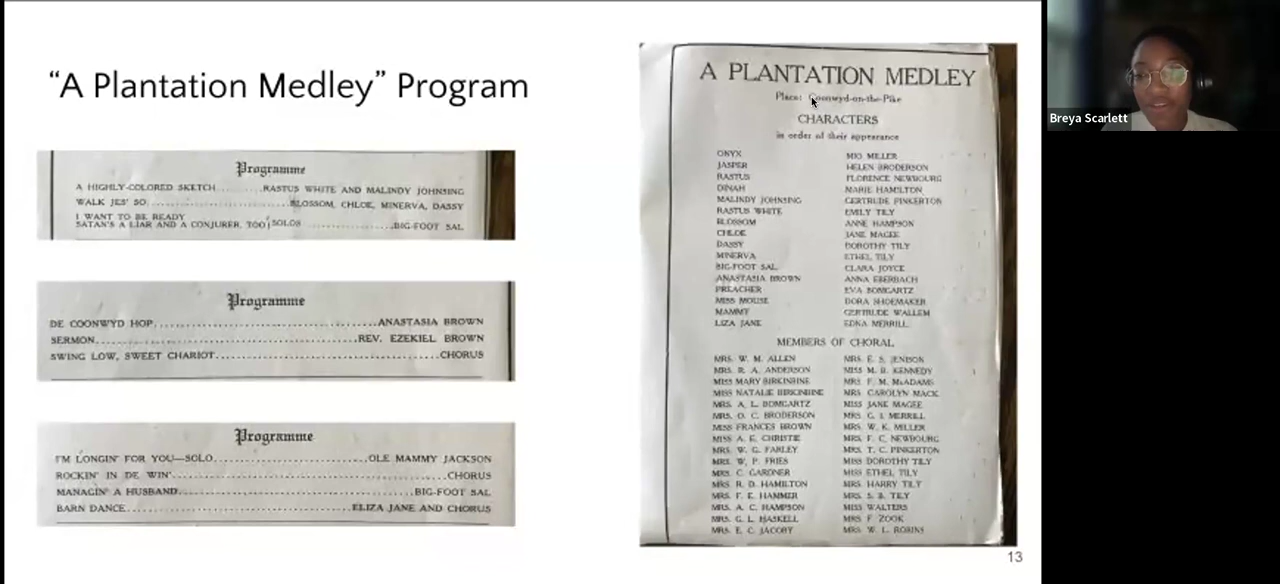 “A Plantation Medley” Program
Programme
A HIGHLY-COLORED SKETCH..........RASTUS WHITE AND MALINDY JOHNSING
WALK JES' SO..........BLOSSOM, CHLOE, MINERVA, DASSY
I WANT TO BE READY
SATAN'S A LIAR AND A CONJURER, TOO} SOLOS..........BIG-FOOT SAL
Programme
DE COONWYD HOP..........ANASTASIA BROWN
SERMON..........REV. EZEKIEL BROWN
SWING LOW, SWEET CHARIOT..........CHORUS
Programme
I'M LONGIN' FOR YOU—SOLO..........OLE MAMMY JACKSON
ROCKIN' IN DE WIN'..........CHORUS
MANAGIN' A HUSBAND..........BIG-FOOT SAL
BARN DANCE..........ELIZA JANE AND CHORUS
A PLANTATION MEDLEY
Place: Coonwyd-on-the-Pike
CHARACTERS
in order of their appearance
ONYX MIO MILLER
JASPER HELEN BRODERSON
RASTUS FLORENCE NEWBOURG
DINAH MARIE HAMILTON
MALINDY JOHNSING GERTRUDE PINKERTON
RASTUS WHITE EMILY TILY
BLOSSOM ANNE HAMPSON
CHLOE JANE MAGEE
DASSY DOROTHY TILY
MINERVA ETHEL TILY
BIG-FOOT SAL CLARA JOYCE
ANASTASIA BROWN ANNA EBERBACH
PREACHER EVA BOMGARTZ
MISS MOUSE DORA SHOEMAKER
MAMMY GERTRUDE WALLEM
LIZA JANE EDNA MERRILL
MEMBERS OF CHORAL
MRS. W. M. ALLEN MRS. E. S. JENISON
MRS. R. A. ANDERSON MISS M. B. KENNEDY
MISS MARY BIRKINBINE MRS. F. M. McADAMS
MISS NATALIE BIRKINBINE MRS. CAROLYN MACK
MRS. A. L. BOMGARTZ MISS JANE MAGEE
MRS. O. C. BRODERSON MRS. G. I. MERRILL
MISS FRANCES BROWN MRS. W. K. MILLER
MISS A. E. CHRISTIE MRS. F. C. NEWBOURG
MRS. W. G. FARLEY MRS. T. C. PINKERTON
MRS. W. P. FRIES MISS DOROTHY TILY
MRS. C. GARDNER MISS ETHEL TILY
MRS. R. D. HAMILTON MRS. HARRY TILY
MRS. F. E. HAMMER MRS. S. B. TILY
MRS. A. C. HAMPSON MISS WALTERS
MRS. G. L. HASKELL MRS. F. ZOOK
MRS. E. C. JACOBY MRS. W. L. ROBINS
13
Breya Scarlett